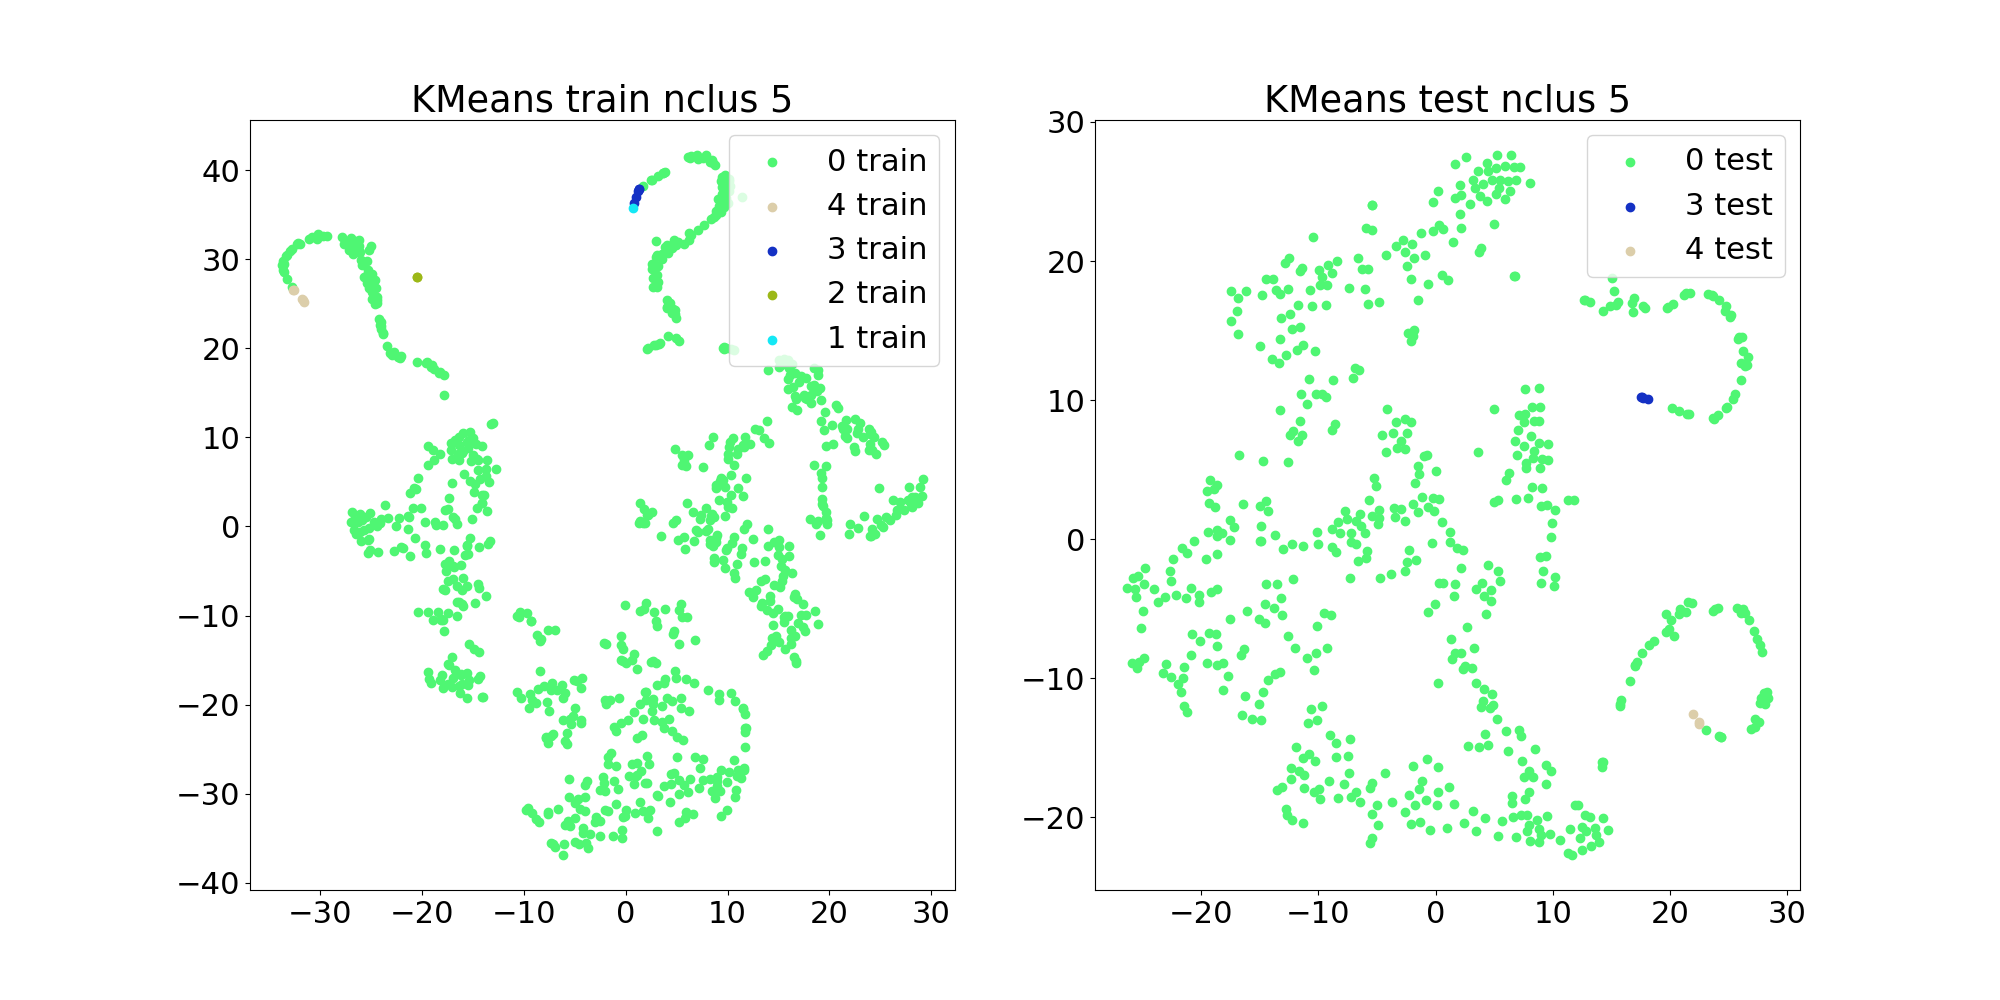 KMeans train nclus 5
0 train
4 train
3 train
2 train
1 train
40
30
20
10
0
−10
−20
−30
−40
−30 −20 −10 0 10 20 30
KMeans test nclus 5
0 test
3 test
4 test
30
20
10
0
−10
−20
−20 −10 0 10 20 30